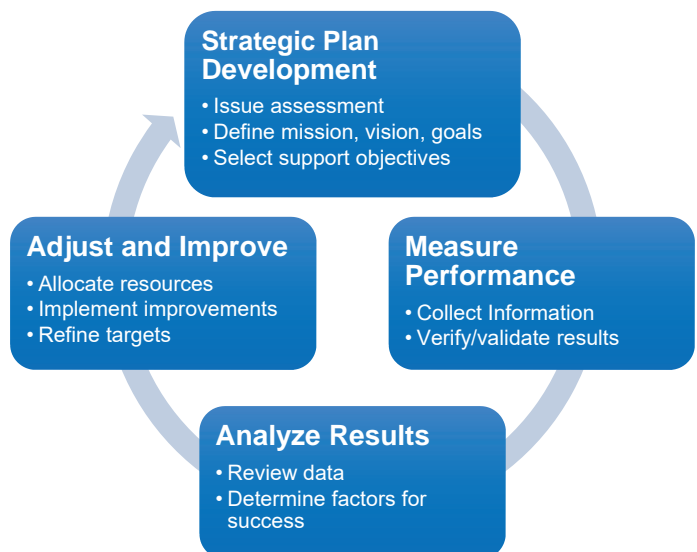 Strategic Plan
Development
• Issue assessment
• Define mission, vision, goals
• Select support objectives
Measure
Performance
• Collect Information
• Verify/validate results
Analyze Results
• Review data
• Determine factors for
success
Adjust and Improve
• Allocate resources
• Implement improvements
• Refine targets